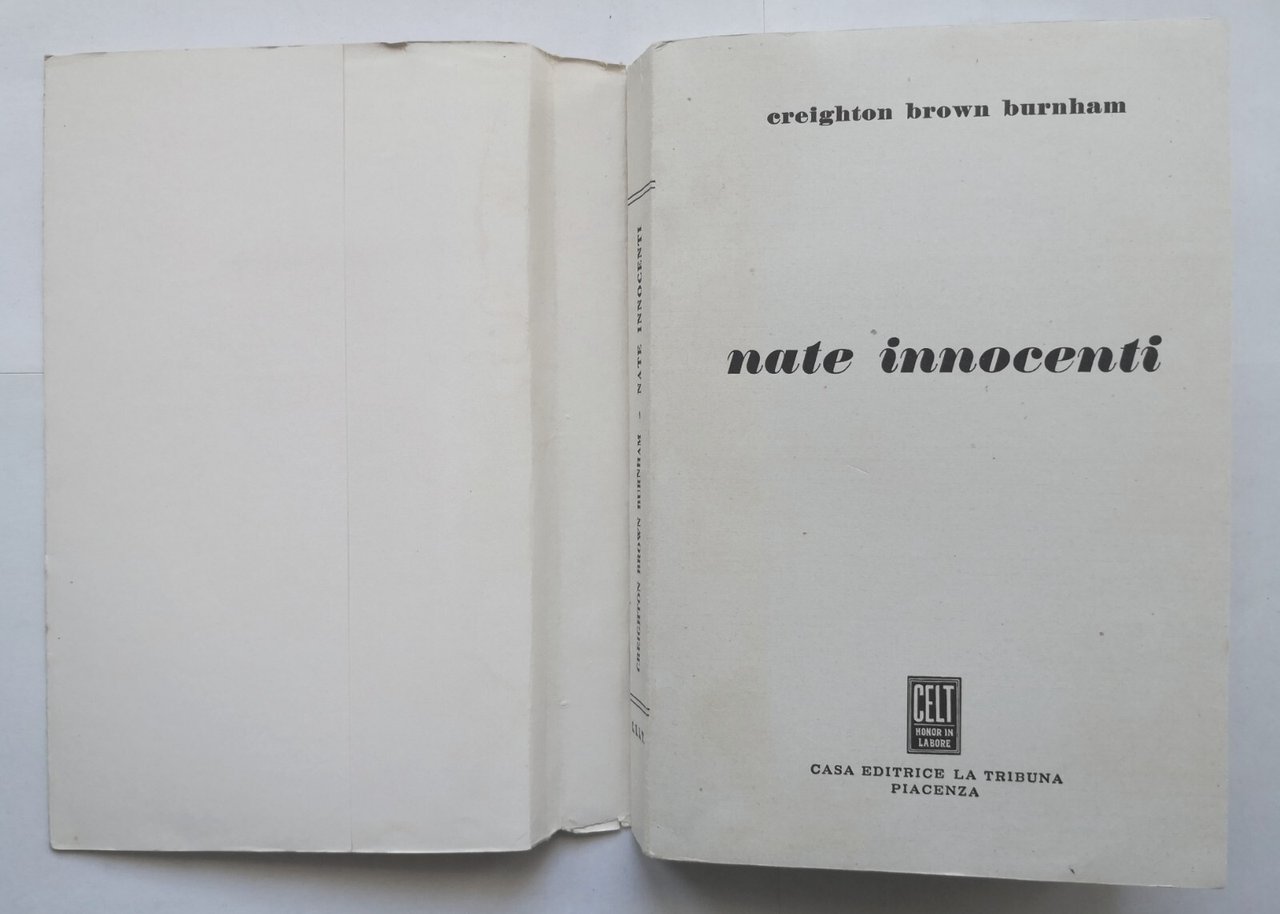 creighton brown burnham
nate innocenti
CELT
HONOR IN
LABORE
CASA EDITRICE LA TRIBUNA
PIACENZA
CREIGHTON BROWN BURNHAM - NATE INNOCENTI